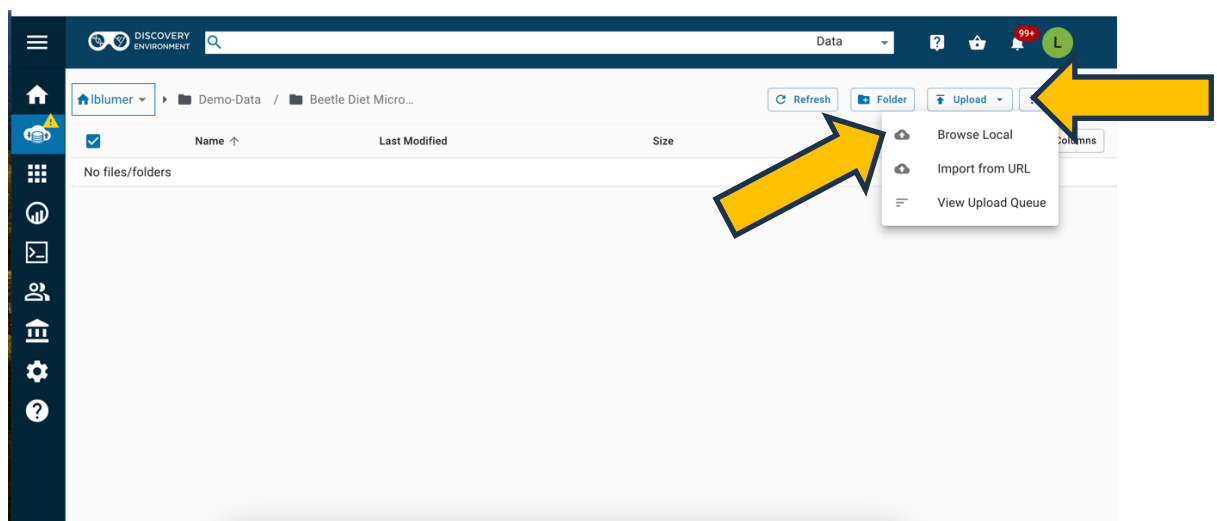 DISCOVERY
ENVIRONMENT
Data
99+
L
lblumer
Demo-Data / Beetle Diet Micro...
Refresh
Folder
Upload
Name
Last Modified
Size
No files/folders
Browse Local
Import from URL
View Upload Queue